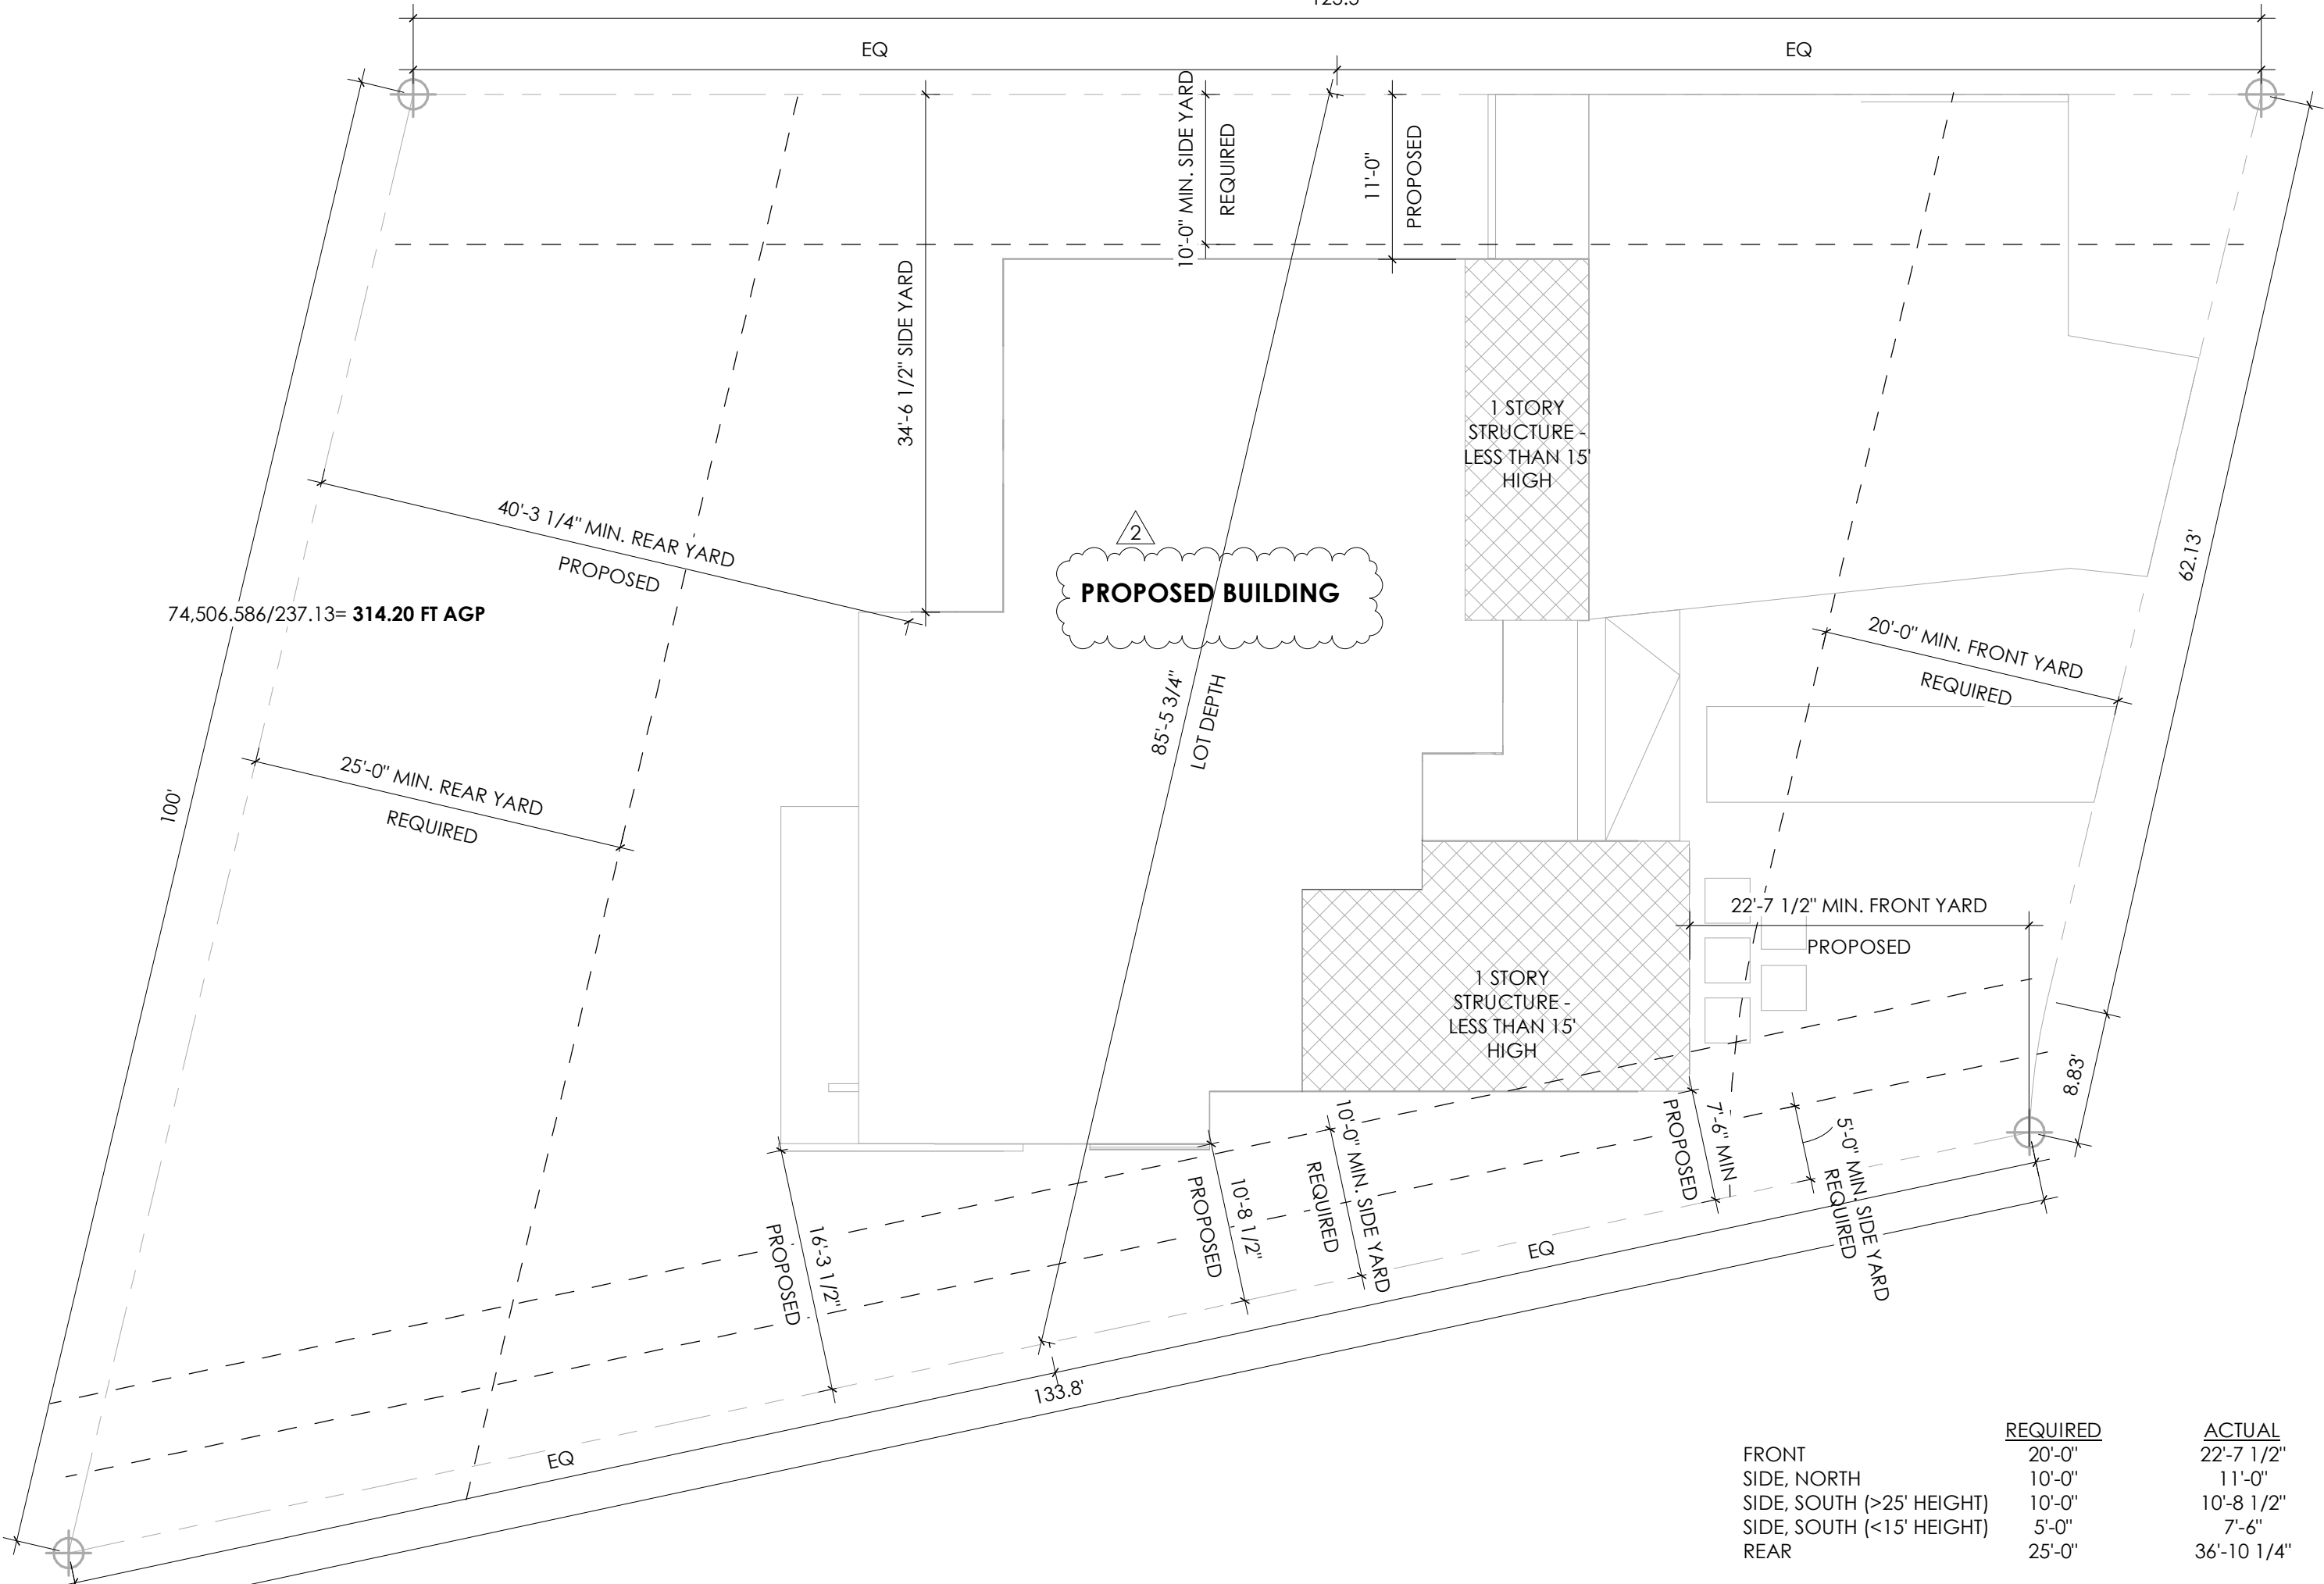 EQ
EQ
10'-0" MIN. SIDE YARD
REQUIRED
11'-0"
PROPOSED
34'-6 1/2" SIDE YARD
1 STORY
STRUCTURE -
LESS THAN 15'
HIGH
40'-3 1/4" MIN. REAR YARD
PROPOSED
2
PROPOSED BUILDING
62.13'
74,506.586/237.13= 314.20 FT AGP
20'-0" MIN. FRONT YARD
REQUIRED
85'-5 3/4"
LOT DEPTH
100'
25'-0" MIN. REAR YARD
REQUIRED
22'-7 1/2" MIN. FRONT YARD
PROPOSED
1 STORY
STRUCTURE -
LESS THAN 15'
HIGH
8.83'
7'-6" MIN
PROPOSED
5'-0" MIN. SIDE YARD
REQUIRED
10'-0" MIN. SIDE YARD
REQUIRED
10'-8 1/2"
PROPOSED
16'-3 1/2"
PROPOSED
EQ
133.8'
EQ
REQUIRED ACTUAL
FRONT 20'-0" 22'-7 1/2"
SIDE, NORTH 10'-0" 11'-0"
SIDE, SOUTH (>25' HEIGHT) 10'-0" 10'-8 1/2"
SIDE, SOUTH (<15' HEIGHT) 5'-0" 7'-6"
REAR 25'-0" 36'-10 1/4"